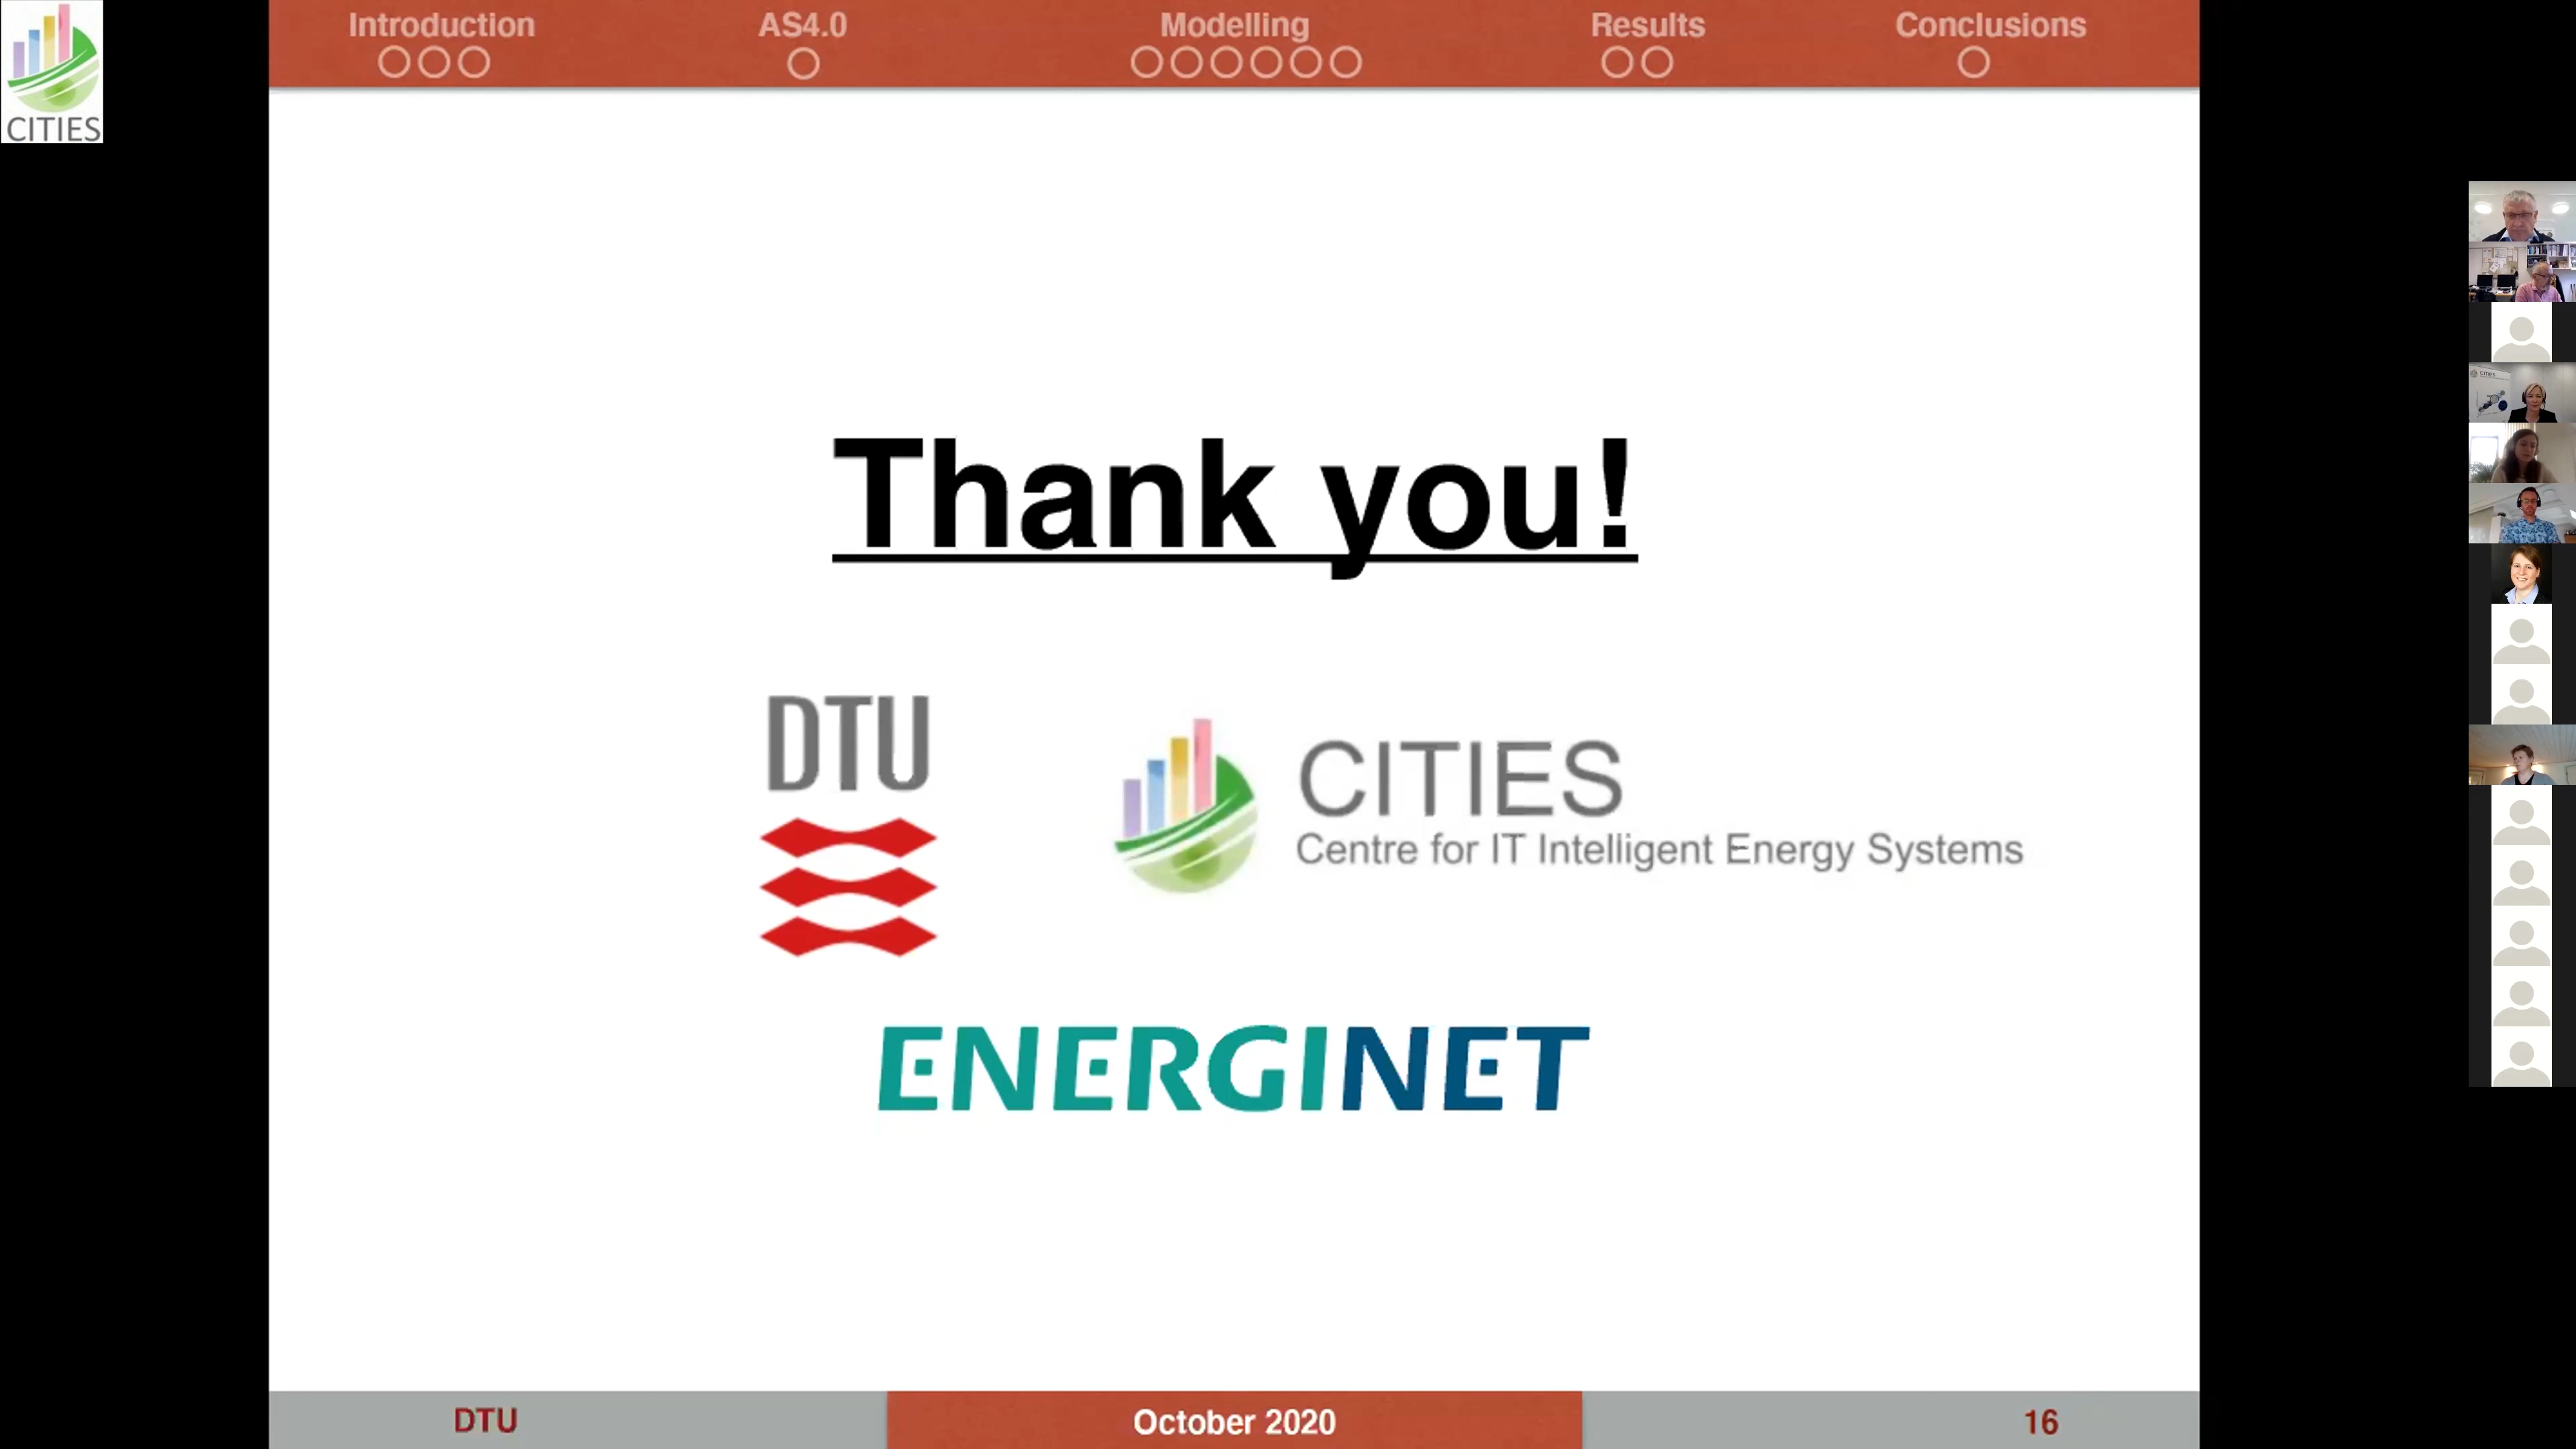 CITIES
Introduction
AS4.0
Modelling
Results
Conclusions
Thank you!
DTU
CITIES
Centre for IT Intelligent Energy Systems
ENERGINET
DTU
October 2020
16
CITIES